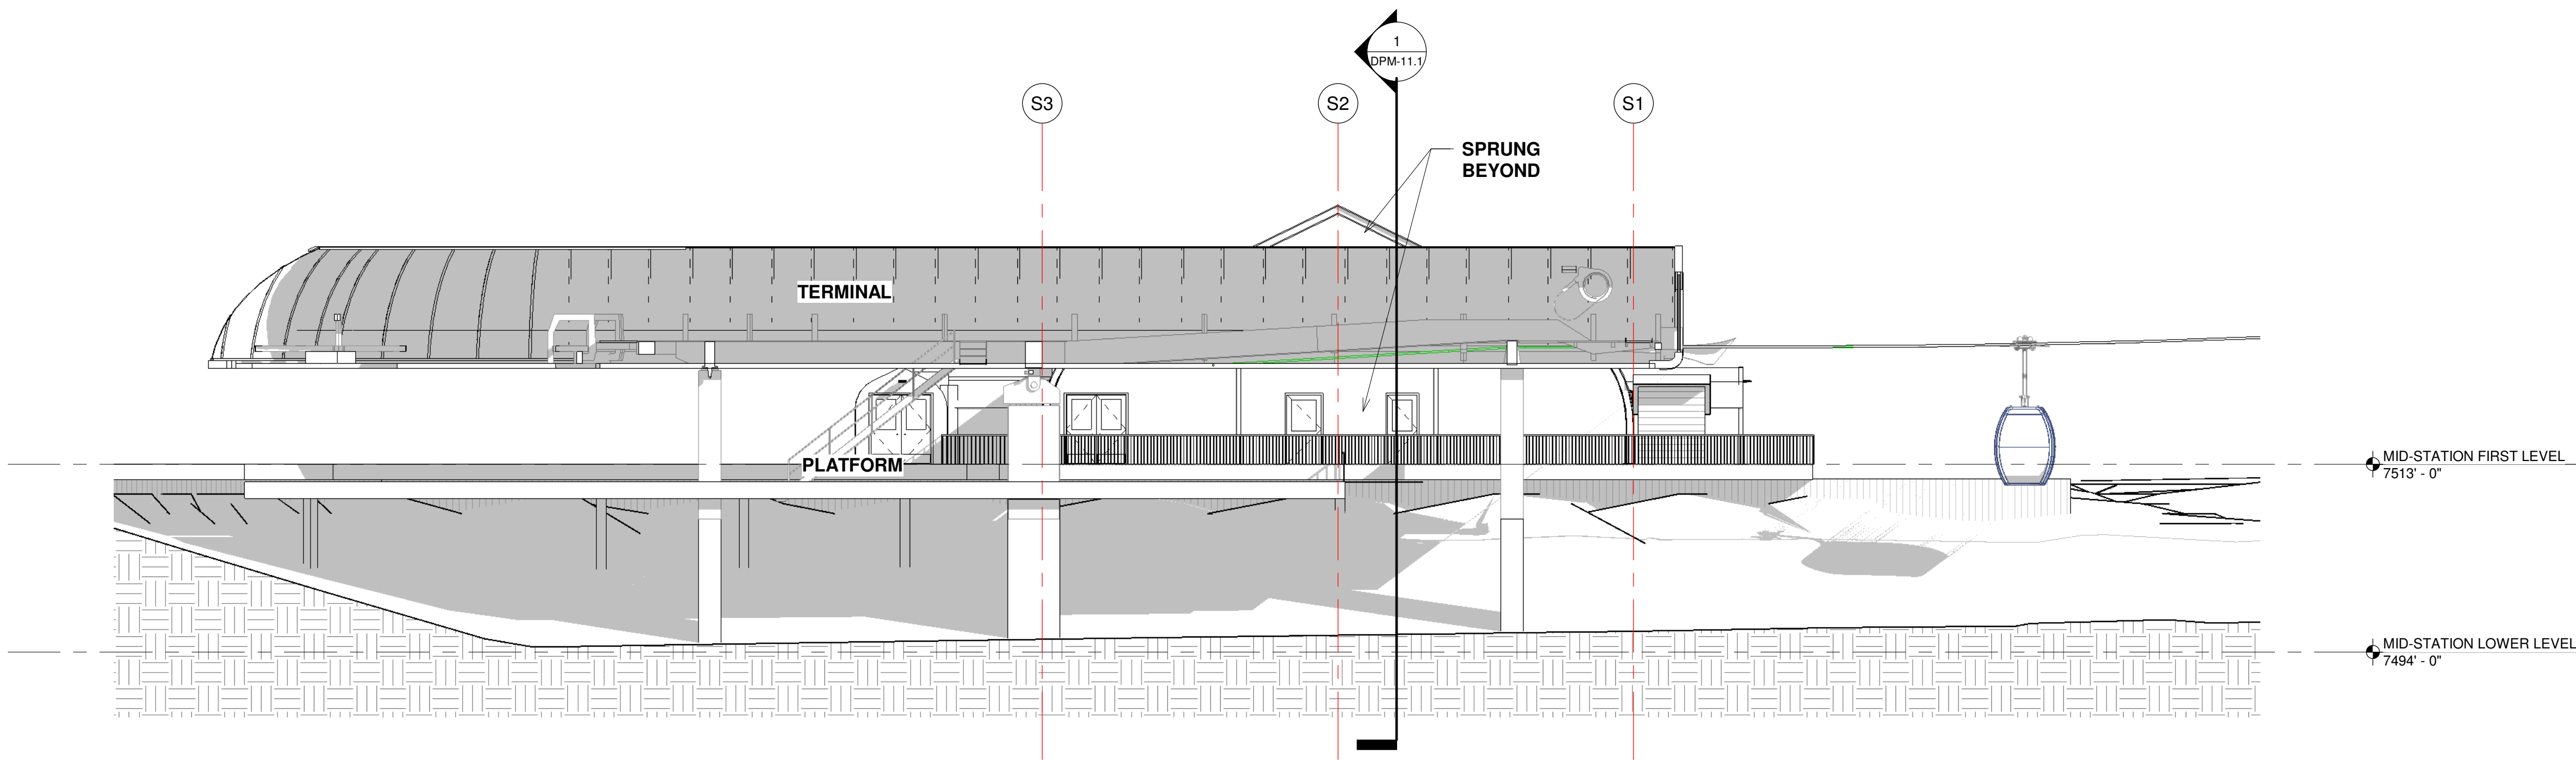 1
DPM-11.1
S3
S2
S1
SPRUNG
BEYOND
TERMINAL
PLATFORM
MID-STATION FIRST LEVEL
7513' - 0"
MID-STATION LOWER LEVEL
7494' - 0"